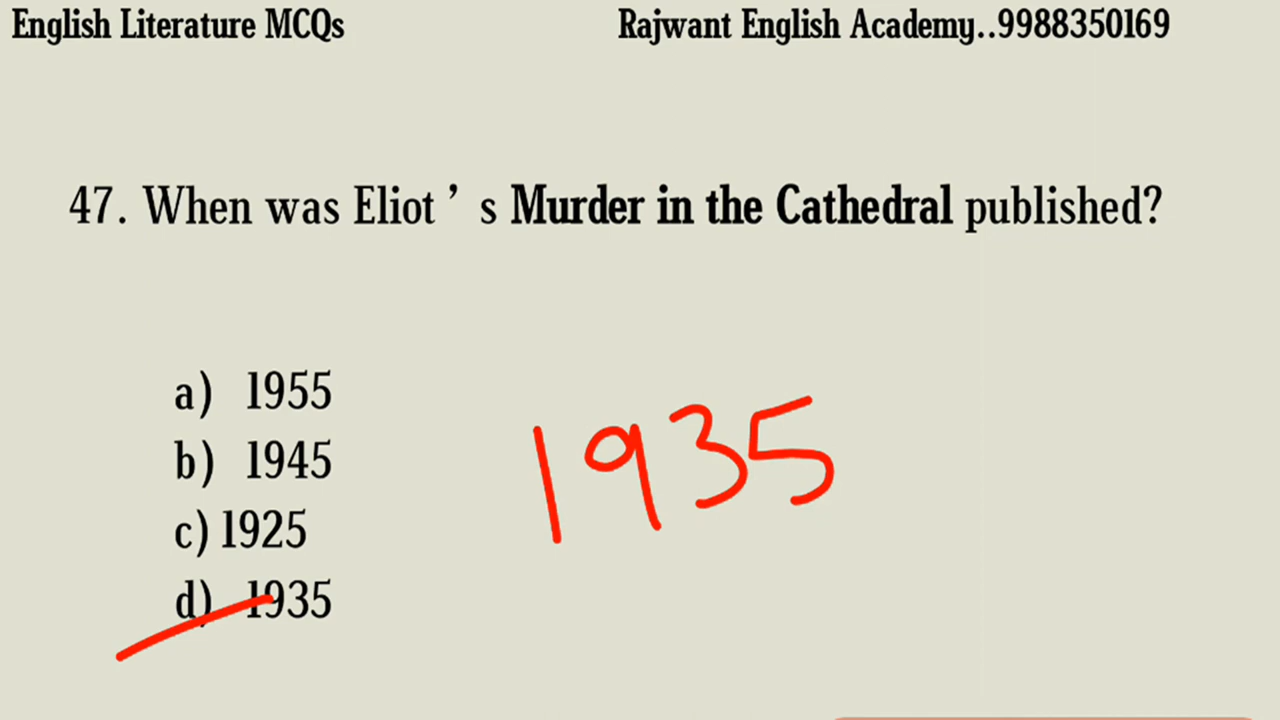 English Literature MCQs Rajwant English Academy..9988350169
47. When was Eliot ’ s Murder in the Cathedral published?
a) 1955
b) 1945
1935
c) 1925
d) 1935